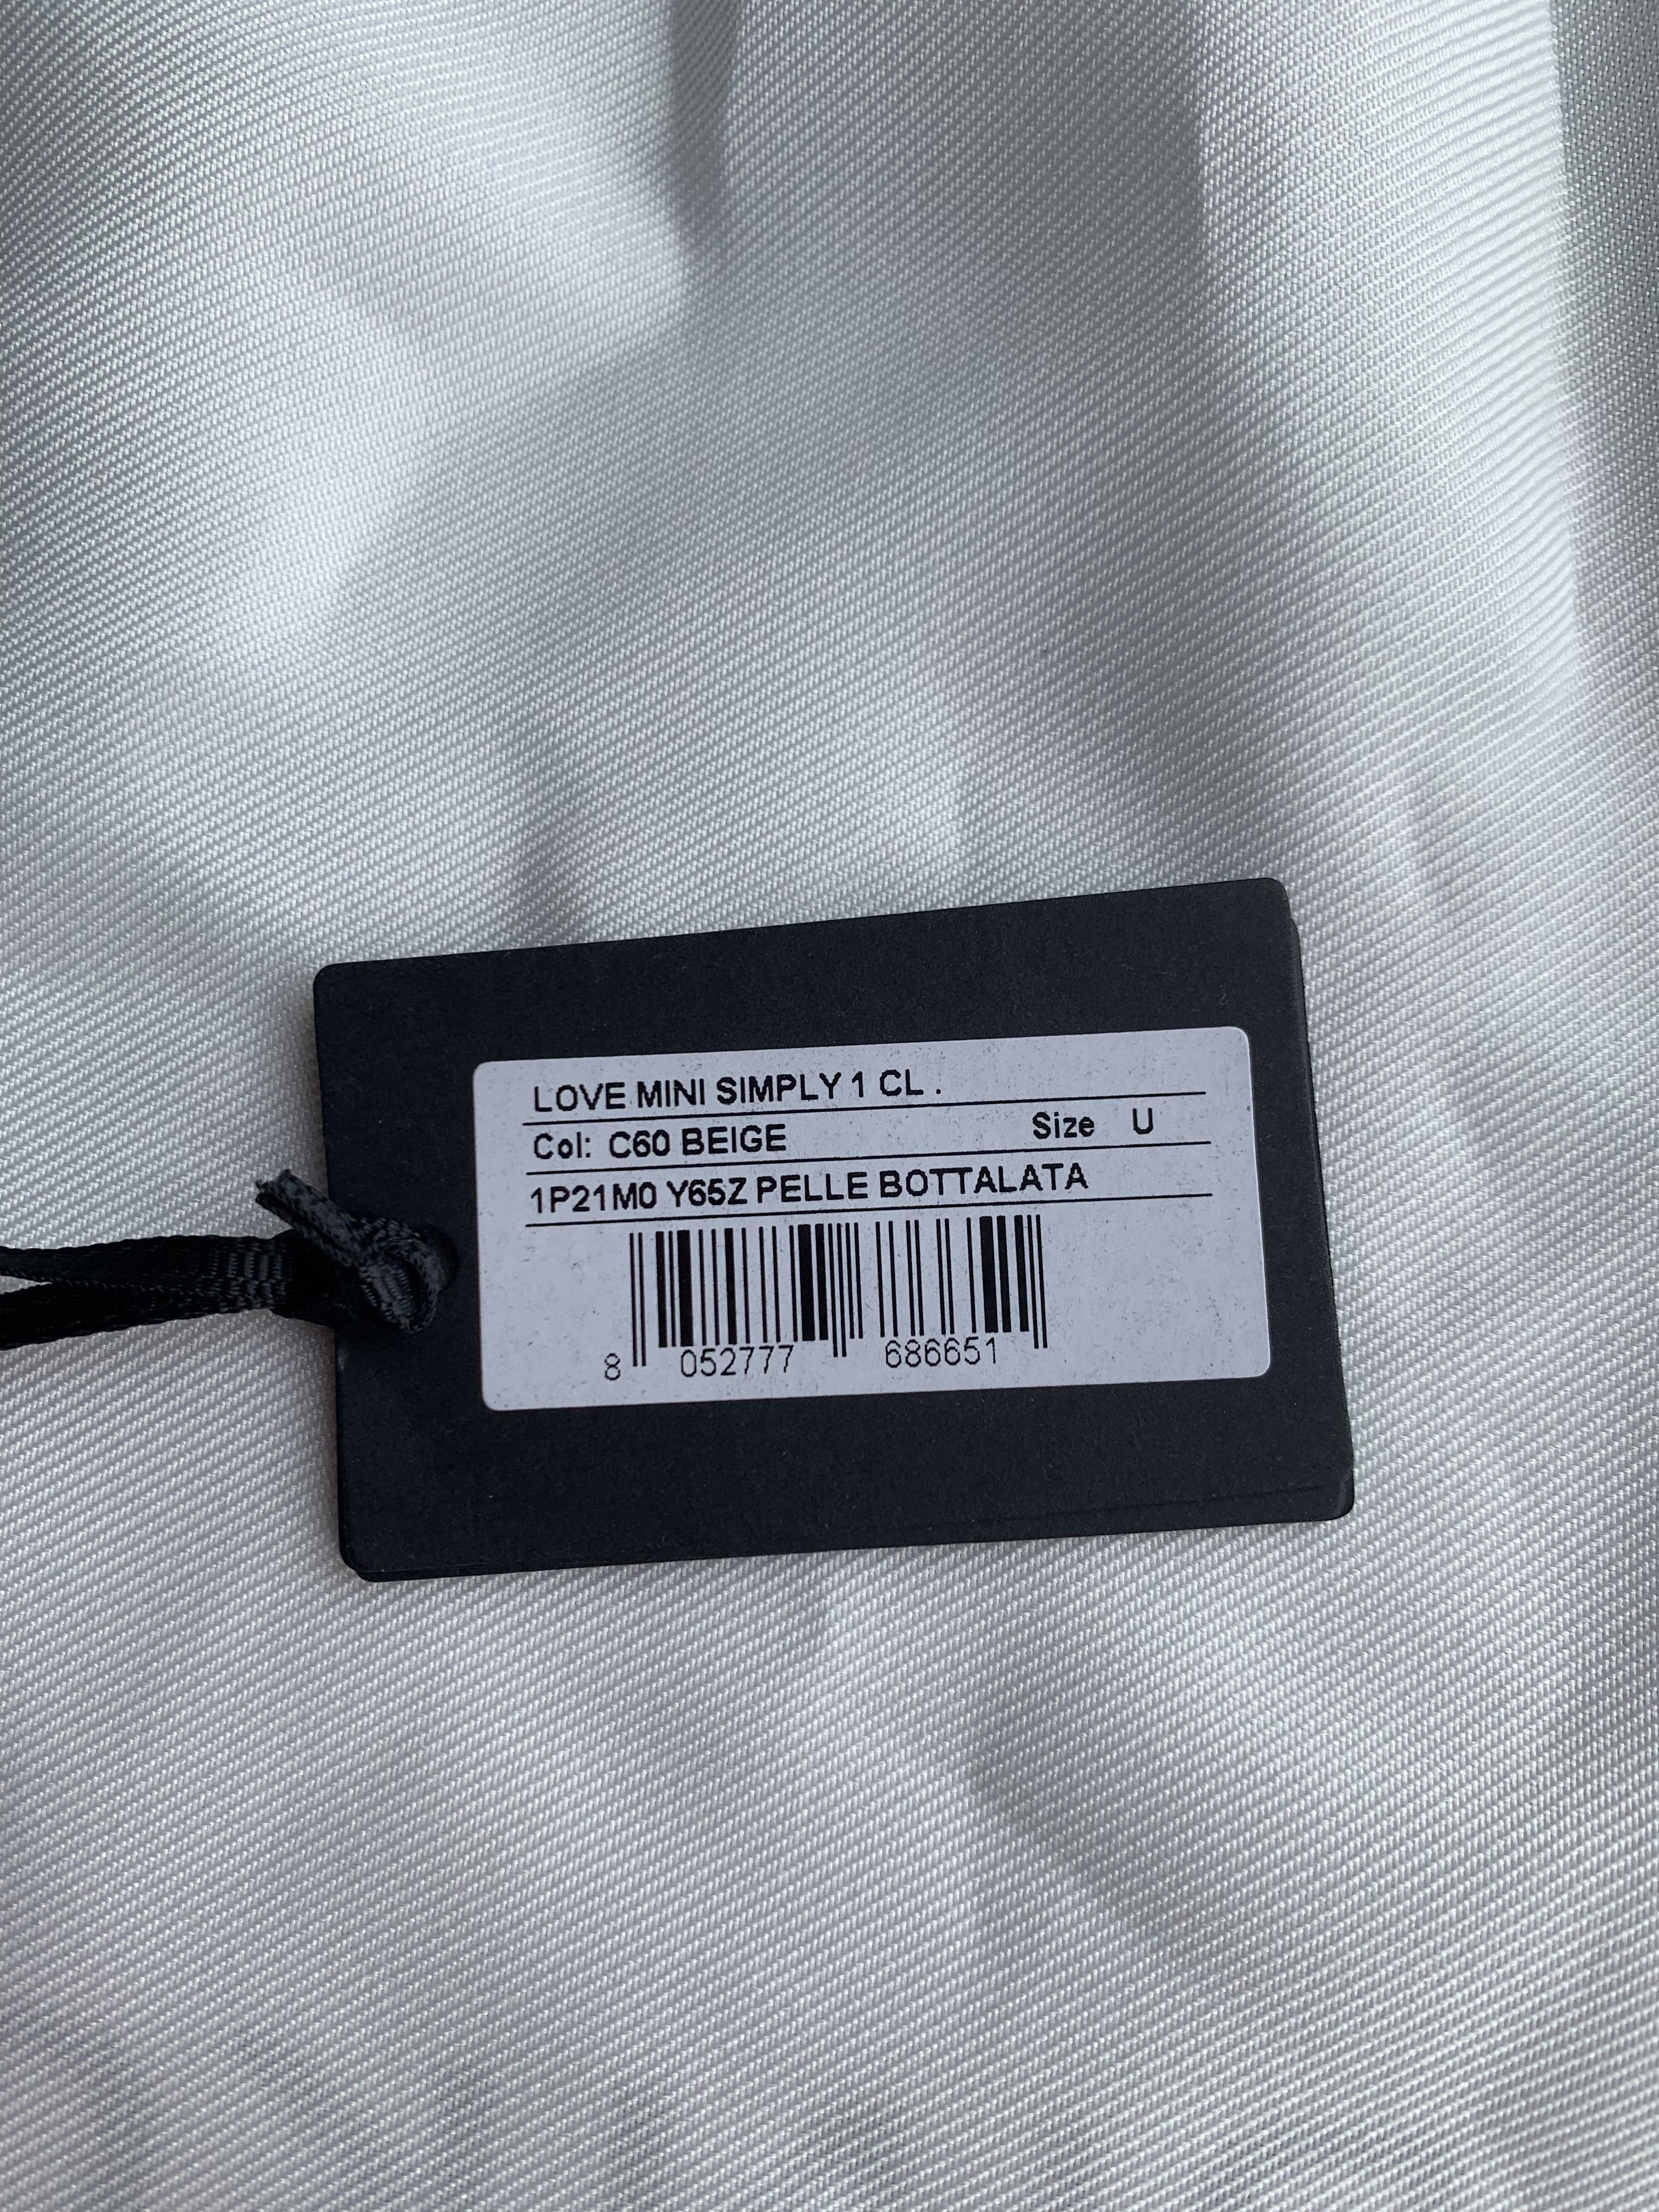 LOVE MINI SIMPLY 1 CL .
Col: C60 BEIGE Size U
1P21M0 Y65Z PELLE BOTTALATA
8 052777 686651